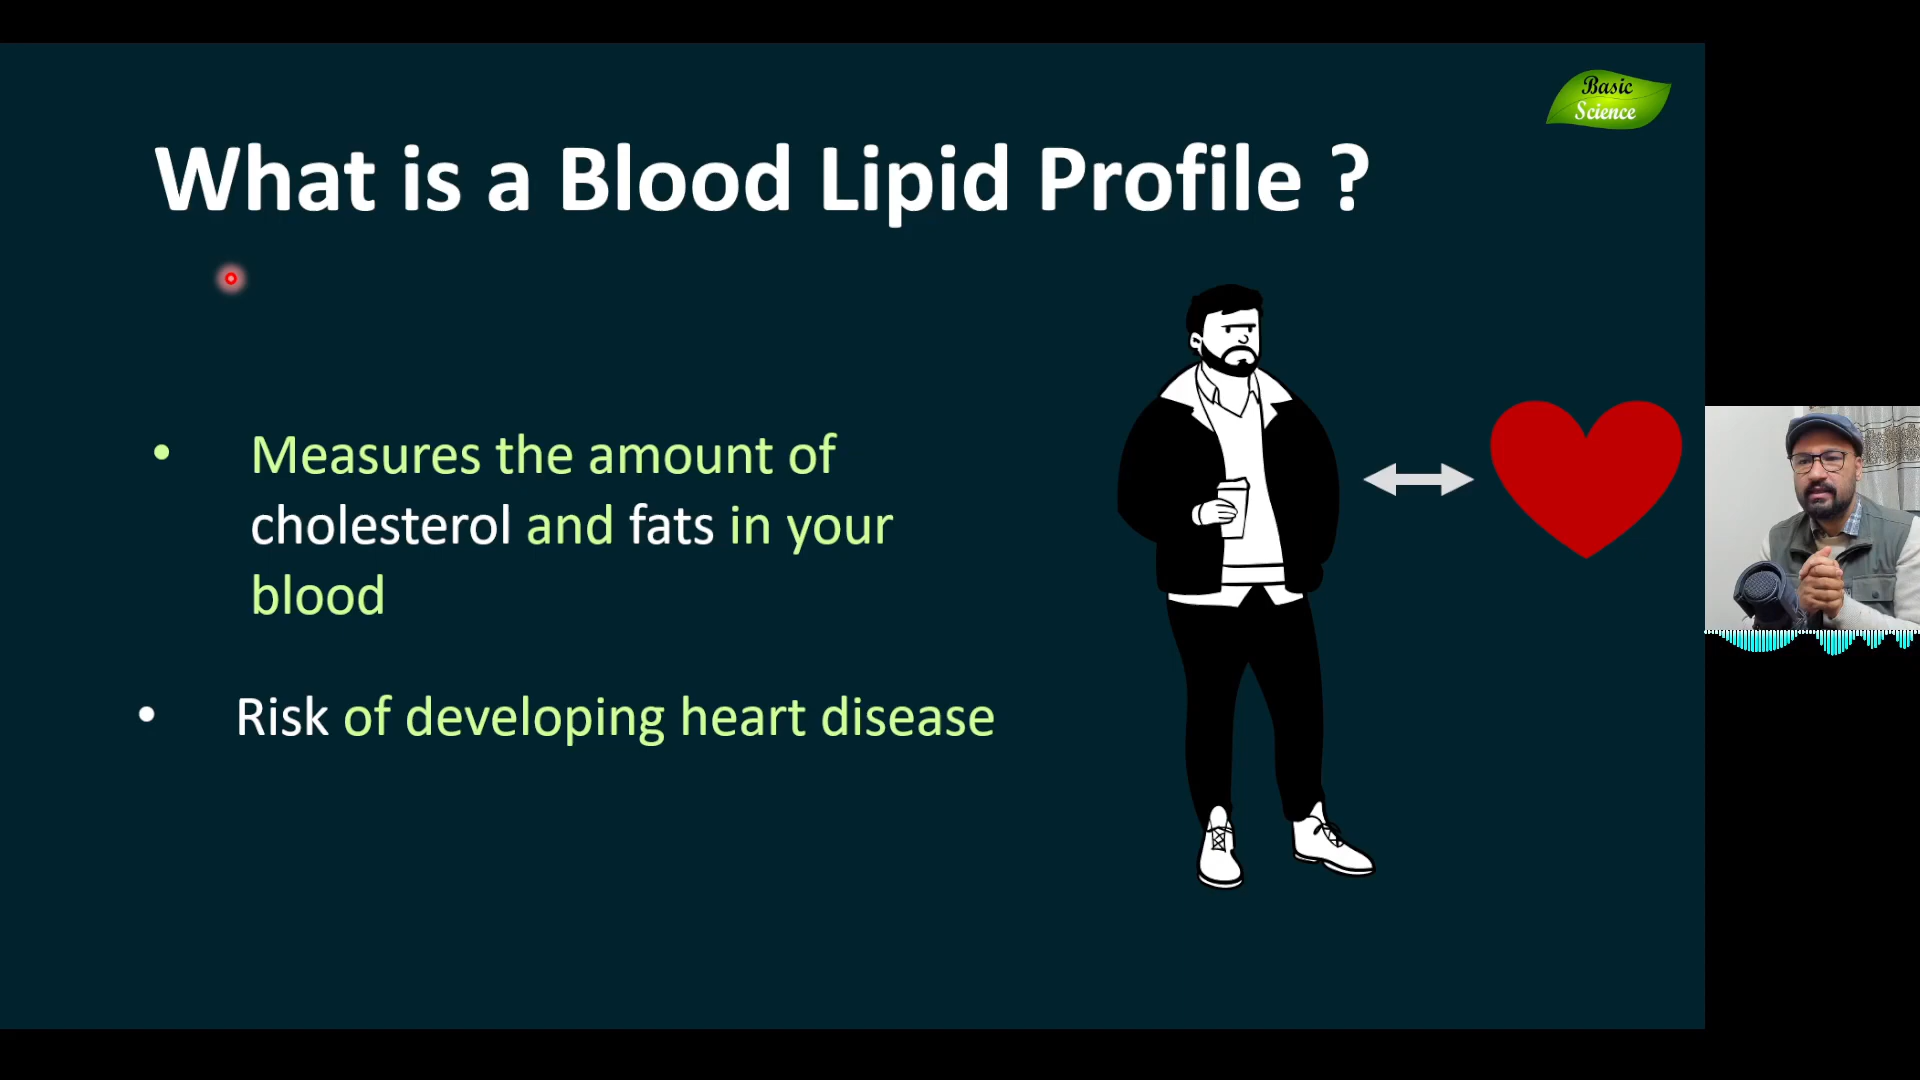 Basic
Science
What is a Blood Lipid Profile ?
• Measures the amount of
cholesterol and fats in your
blood
• Risk of developing heart disease